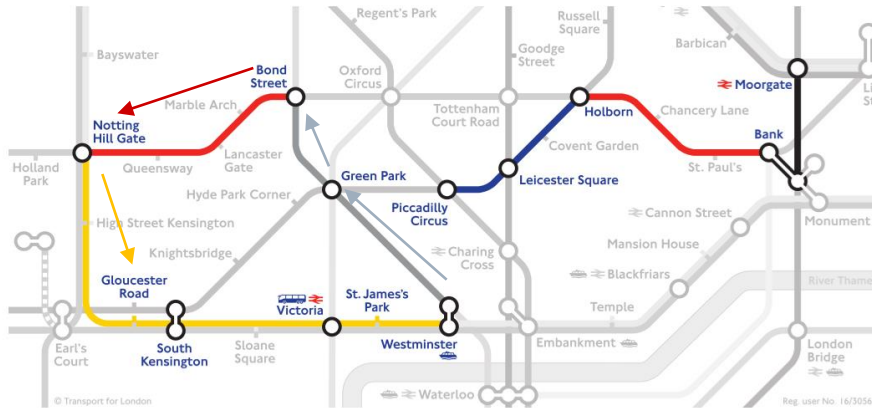 Regent's Park
Russell
Square
Bayswater
Goodge
Street
Barbican
Bond
Street
Oxford
Circus
Moorgate
Marble Arch
Tottenham
Court Road
Holborn
Chancery Lane
Notting
Hill Gate
Bank
Holland
Park
Queensway
Lancaster
Gate
Covent Garden
St. Paul's
Green Park
Leicester Square
Hyde Park Corner
Piccadilly
Circus
High Street Kensington
Cannon Street
Monument
Knightsbridge
Charing
Cross
Mansion House
Gloucester
Road
Blackfriars
River Thame
Victoria
St. James's
Park
Temple
Earl's
Court
South
Kensington
Sloane
Square
Westminster
Embankment
London
Bridge
Waterloo
© Transport for London
Reg. user No. 16/3056